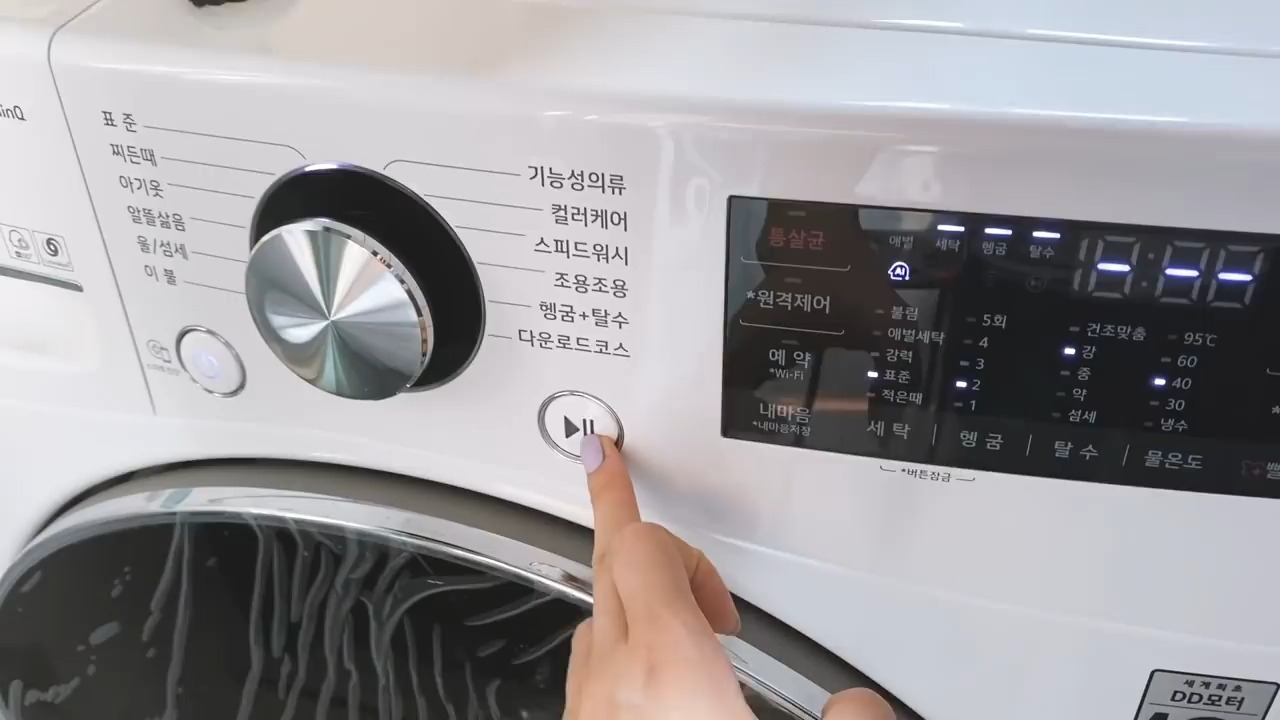 표준
찌든때
아기옷
알뜰삶음
울/섬세
이불
기능성의류
컬러케어
스피드워시
조용조용
헹굼+탈수
다운로드코스
통살균
*원격제어
예약
*Wi-Fi
내마음
*내마음저장
애벌 세탁 헹굼 탈수
AI
불림
애벌세탁
강력
표준
적은때
세탁
5회
4
3
2
1
헹굼
건조맞춤
강
중
약
섬세
탈수
95℃
60
40
30
냉수
물온도
*버튼잠금
세계최초
DD모터